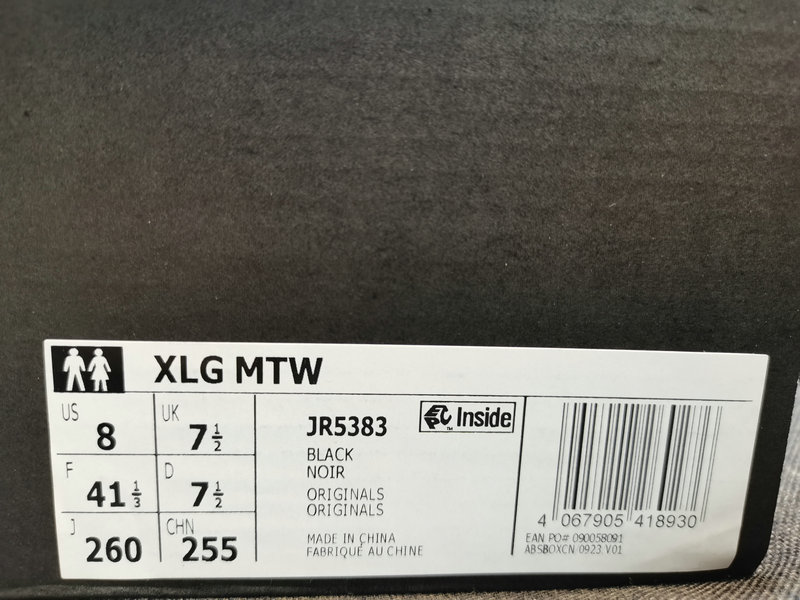 XLG MTW
US 8
UK 7 1/2
F 41 1/3
D 7 1/2
J 260
CHN 255
JR5383
BLACK
NOIR
ORIGINALS
ORIGINALS
MADE IN CHINA
FABRIQUÉ AU CHINE
Inside
4 067905 418930
EAN PO# 090058091
ABSBOXCN 0923 V.01